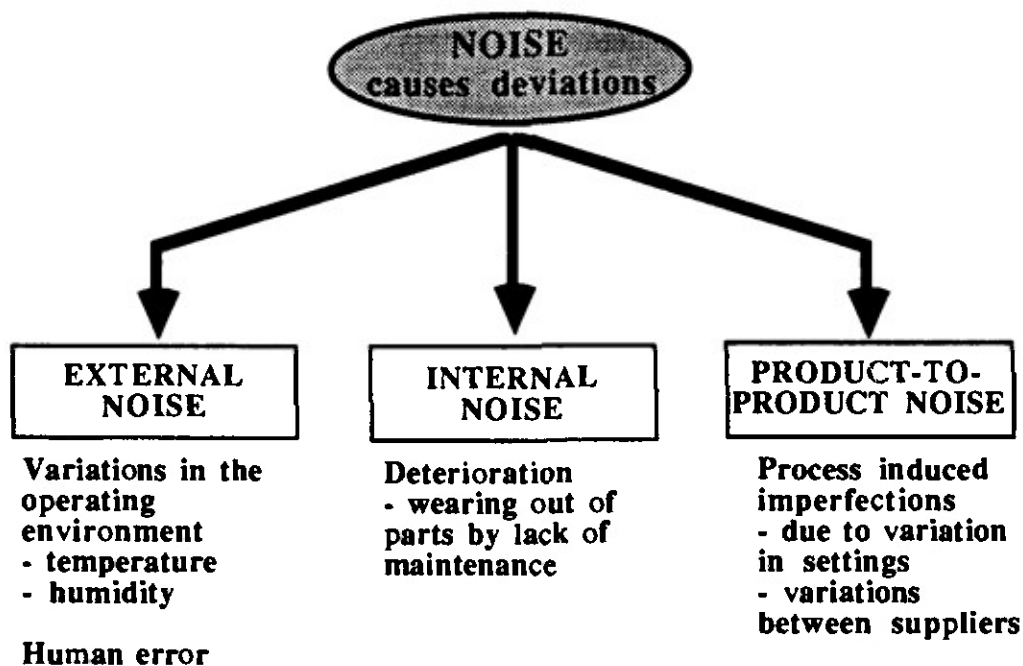 NOISE
causes deviations
EXTERNAL
NOISE
Variations in the
operating
environment
- temperature
- humidity
Human error
INTERNAL
NOISE
Deterioration
- wearing out of
parts by lack of
maintenance
PRODUCT-TO-
PRODUCT NOISE
Process induced
imperfections
- due to variation
in settings
- variations
between suppliers